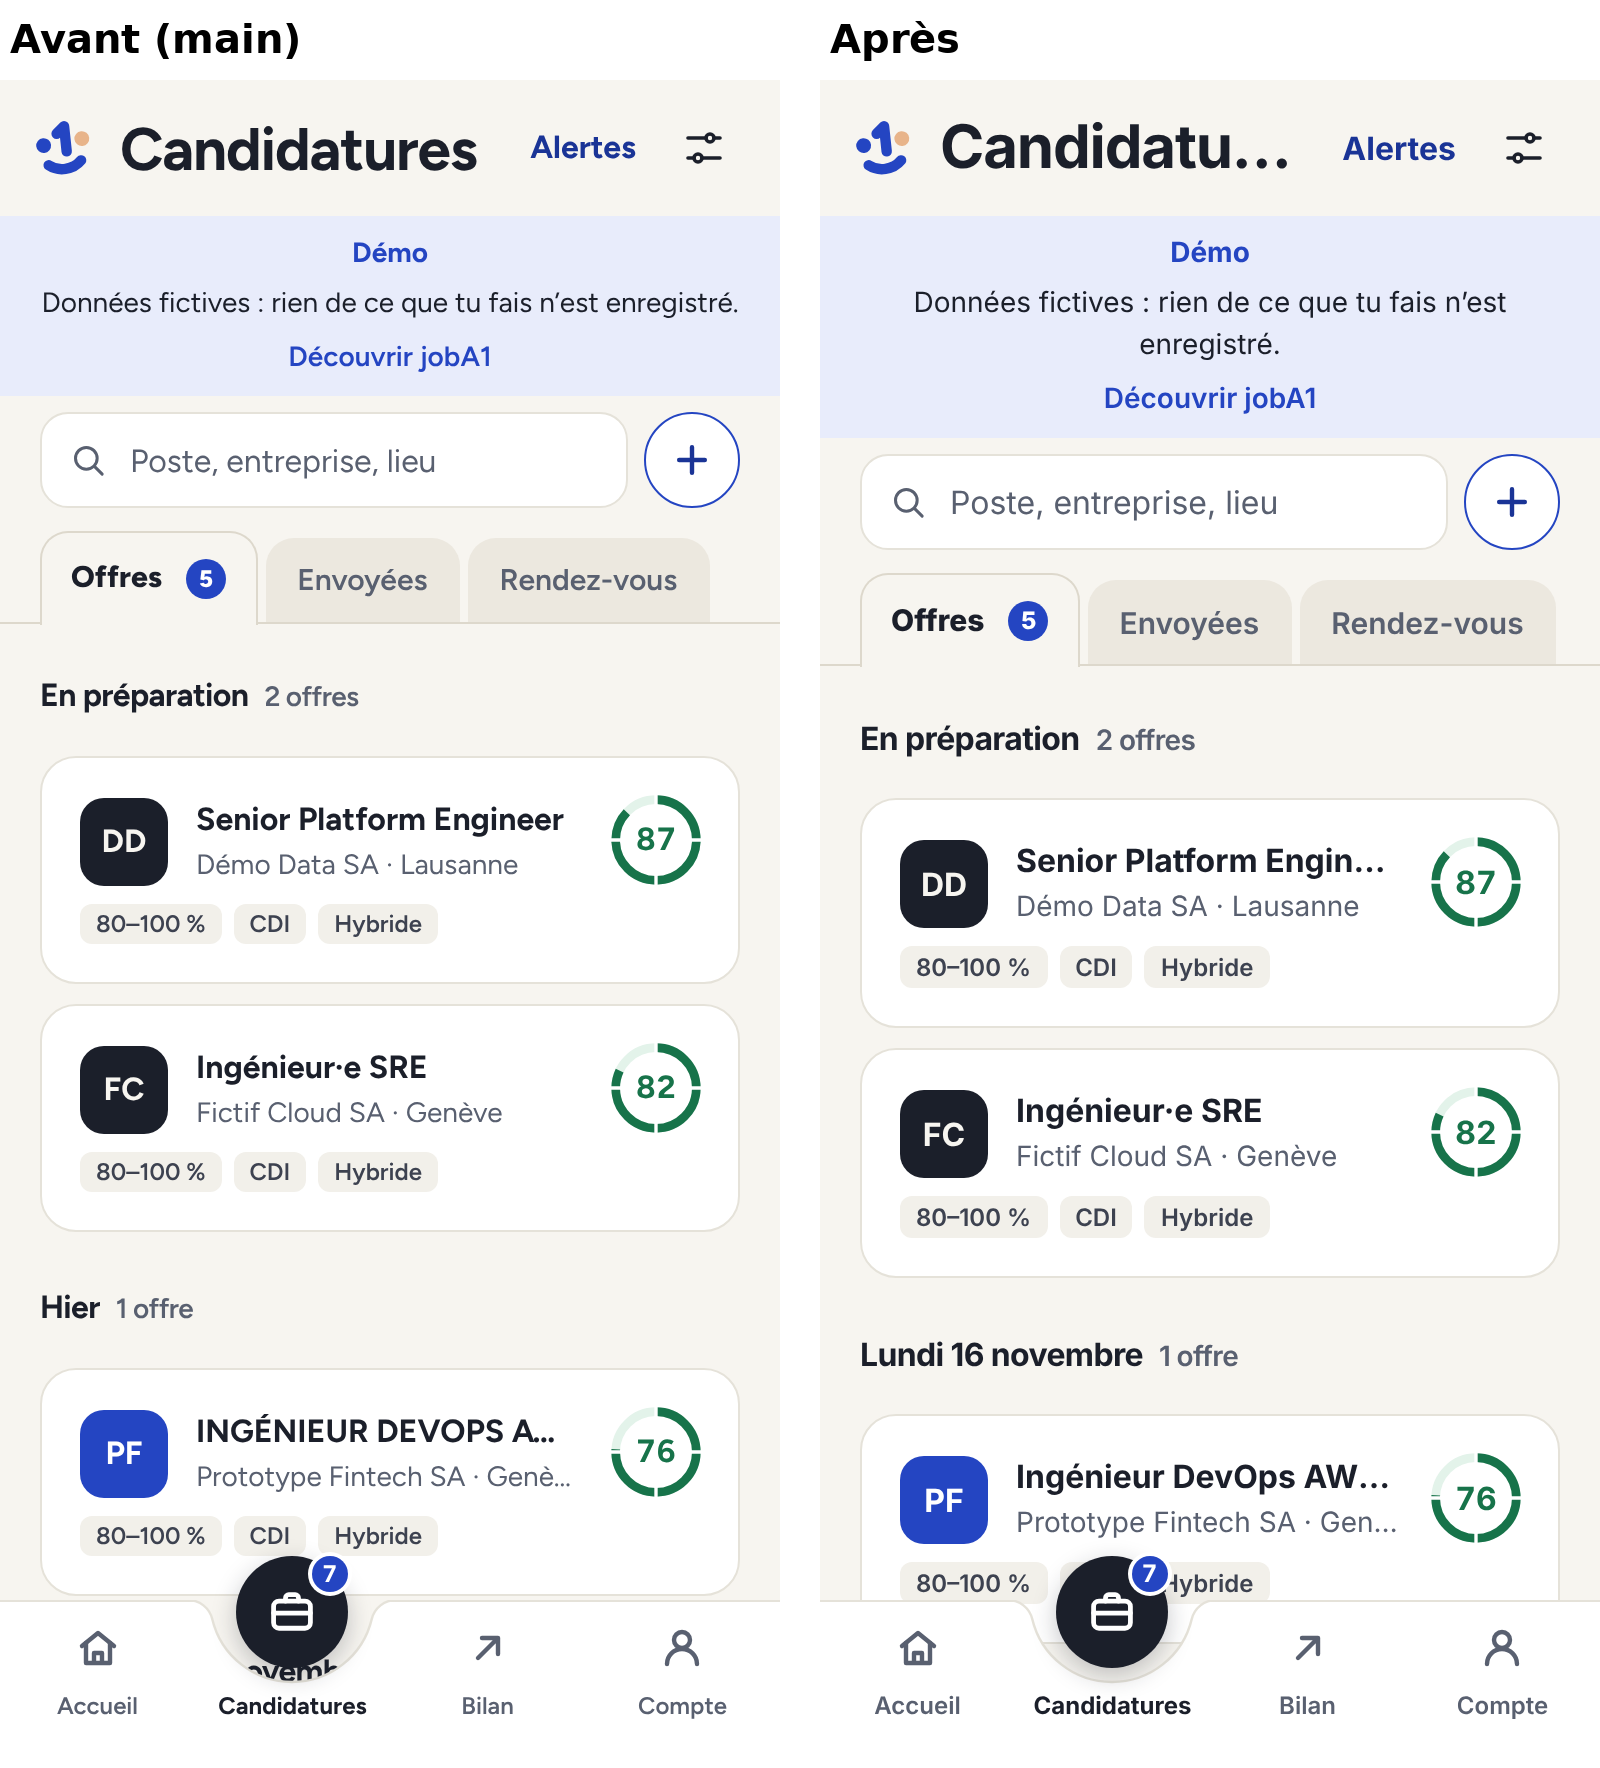 Avant (main)
Candidatures
Alertes
Démo
Données fictives : rien de ce que tu fais n’est enregistré.
Découvrir jobA1
Poste, entreprise, lieu
Offres 5
Envoyées
Rendez-vous
En préparation 2 offres
DD
Senior Platform Engineer
Démo Data SA · Lausanne
87
80–100 %
CDI
Hybride
FC
Ingénieur·e SRE
Fictif Cloud SA · Genève
82
80–100 %
CDI
Hybride
Hier 1 offre
PF
INGÉNIEUR DEVOPS A...
Prototype Fintech SA · Genè...
76
80–100 %
CDI
Hybride
7
Accueil
Candidatures
Bilan
Compte
Après
Candidatu...
Alertes
Démo
Données fictives : rien de ce que tu fais n’est
enregistré.
Découvrir jobA1
Poste, entreprise, lieu
Offres 5
Envoyées
Rendez-vous
En préparation 2 offres
DD
Senior Platform Engin...
Démo Data SA · Lausanne
87
80–100 %
CDI
Hybride
FC
Ingénieur·e SRE
Fictif Cloud SA · Genève
82
80–100 %
CDI
Hybride
Lundi 16 novembre 1 offre
PF
Ingénieur DevOps AW...
Prototype Fintech SA · Gen...
76
80–100 %
Hybride
7
Accueil
Candidatures
Bilan
Compte